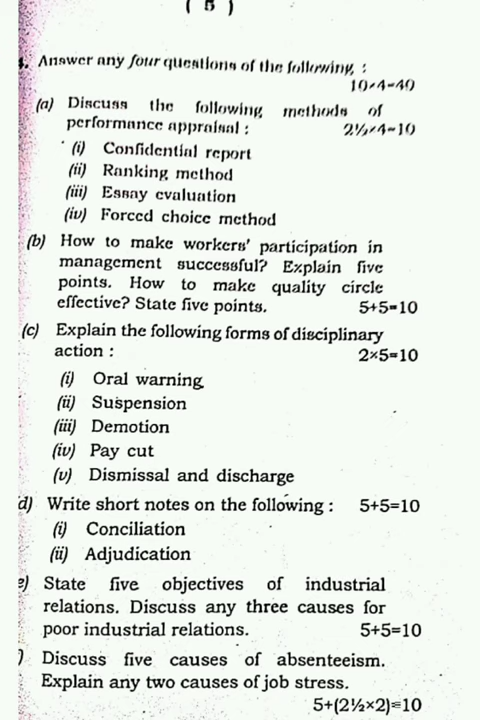 ( 5 )
4. Answer any four questions of the following :
10×4=40
(a) Discuss the following methods of
performance appraisal : 2½×4=10
(i) Confidential report
(ii) Ranking method
(iii) Essay evaluation
(iv) Forced choice method
(b) How to make workers' participation in
management successful? Explain five
points. How to make quality circle
effective? State five points. 5+5=10
(c) Explain the following forms of disciplinary
action : 2×5=10
(i) Oral warning
(ii) Suspension
(iii) Demotion
(iv) Pay cut
(v) Dismissal and discharge
d) Write short notes on the following : 5+5=10
(i) Conciliation
(ii) Adjudication
e) State five objectives of industrial
relations. Discuss any three causes for
poor industrial relations. 5+5=10
) Discuss five causes of absenteeism.
Explain any two causes of job stress.
5+(2½×2)=10